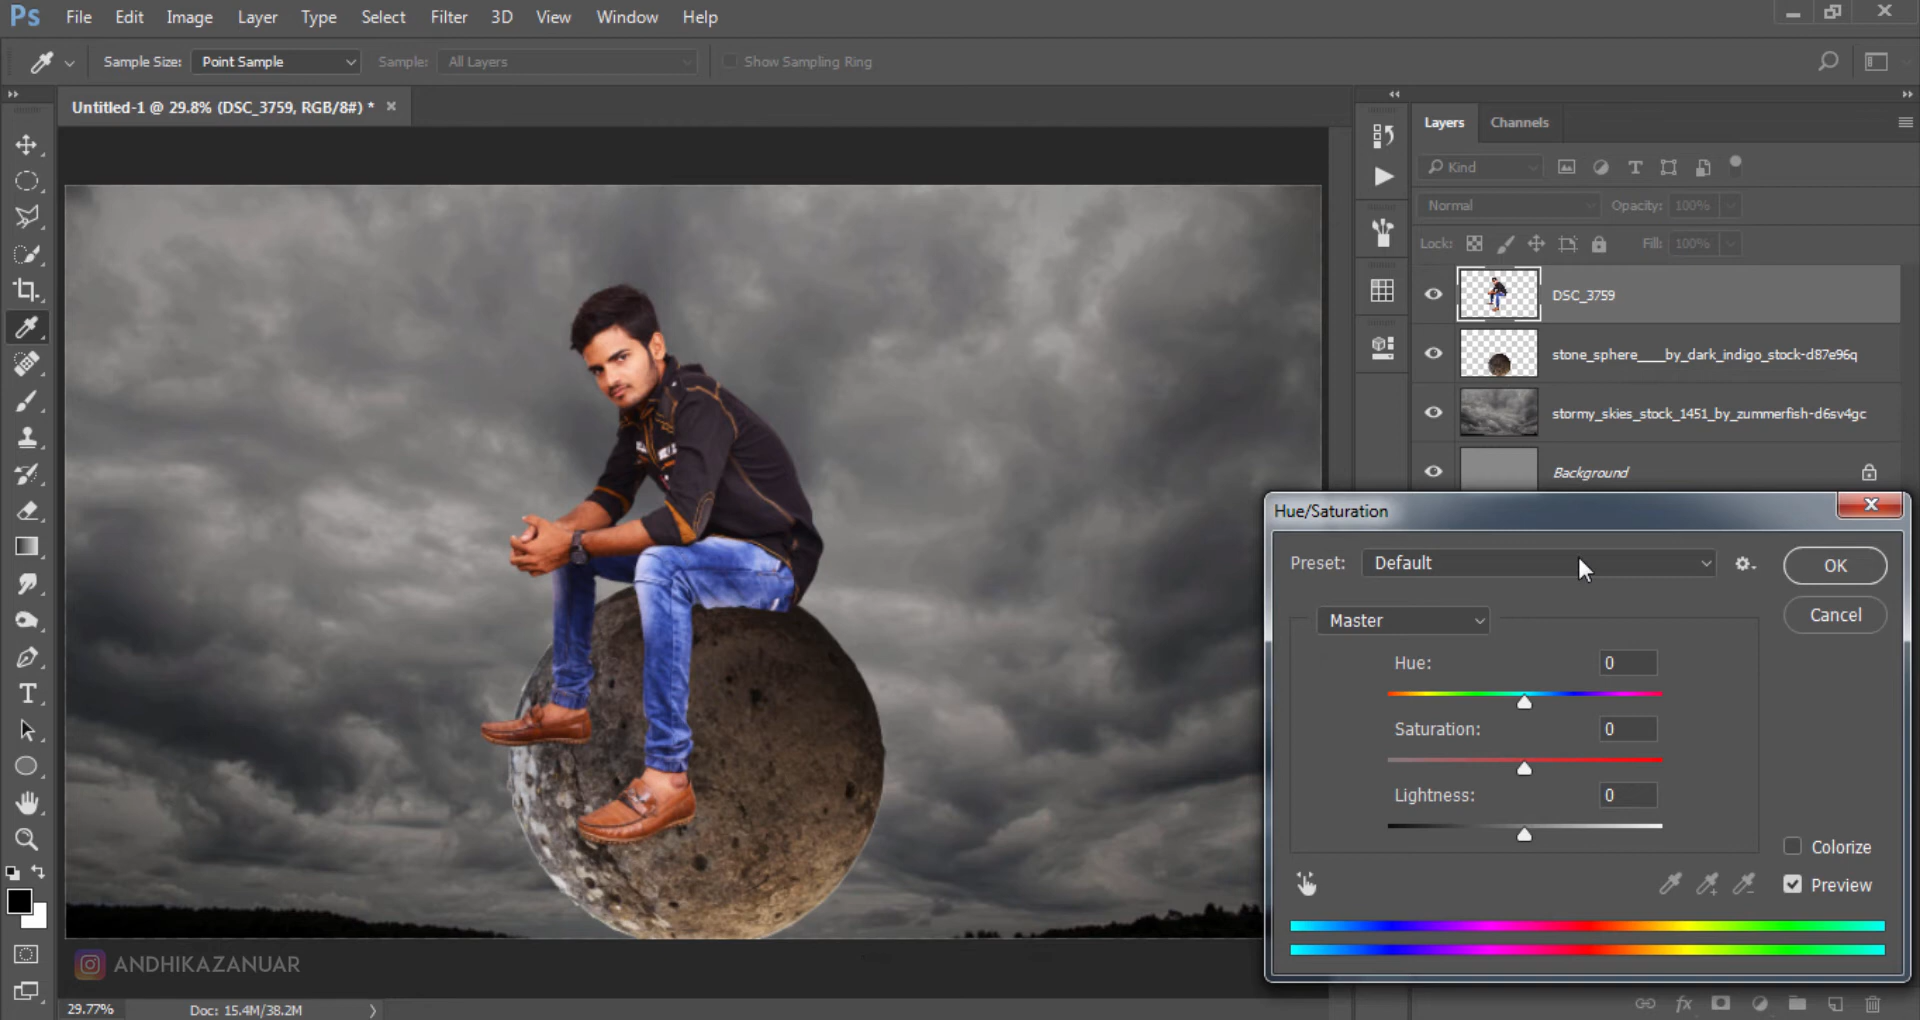 Ps File Edit Image Layer Type Select Filter 3D View Window Help
Sample Size: Point Sample Sample: All Layers Show Sampling Ring
Untitled-1 @ 29.8% (DSC_3759, RGB/8#) *
Layers Channels
Kind
Normal Opacity: 100%
Lock: Fill: 100%
DSC_3759
stone_sphere____by_dark_indigo_stock-d87e96q
stormy_skies_stock_1451_by_zummerfish-d6sv4gc
Background
Hue/Saturation
Preset: Default OK
Cancel
Master
Hue: 0
Saturation: 0
Lightness: 0
Colorize
Preview
ANDHIKAZANUAR
29.77% Doc: 15.4M/38.2M
fx